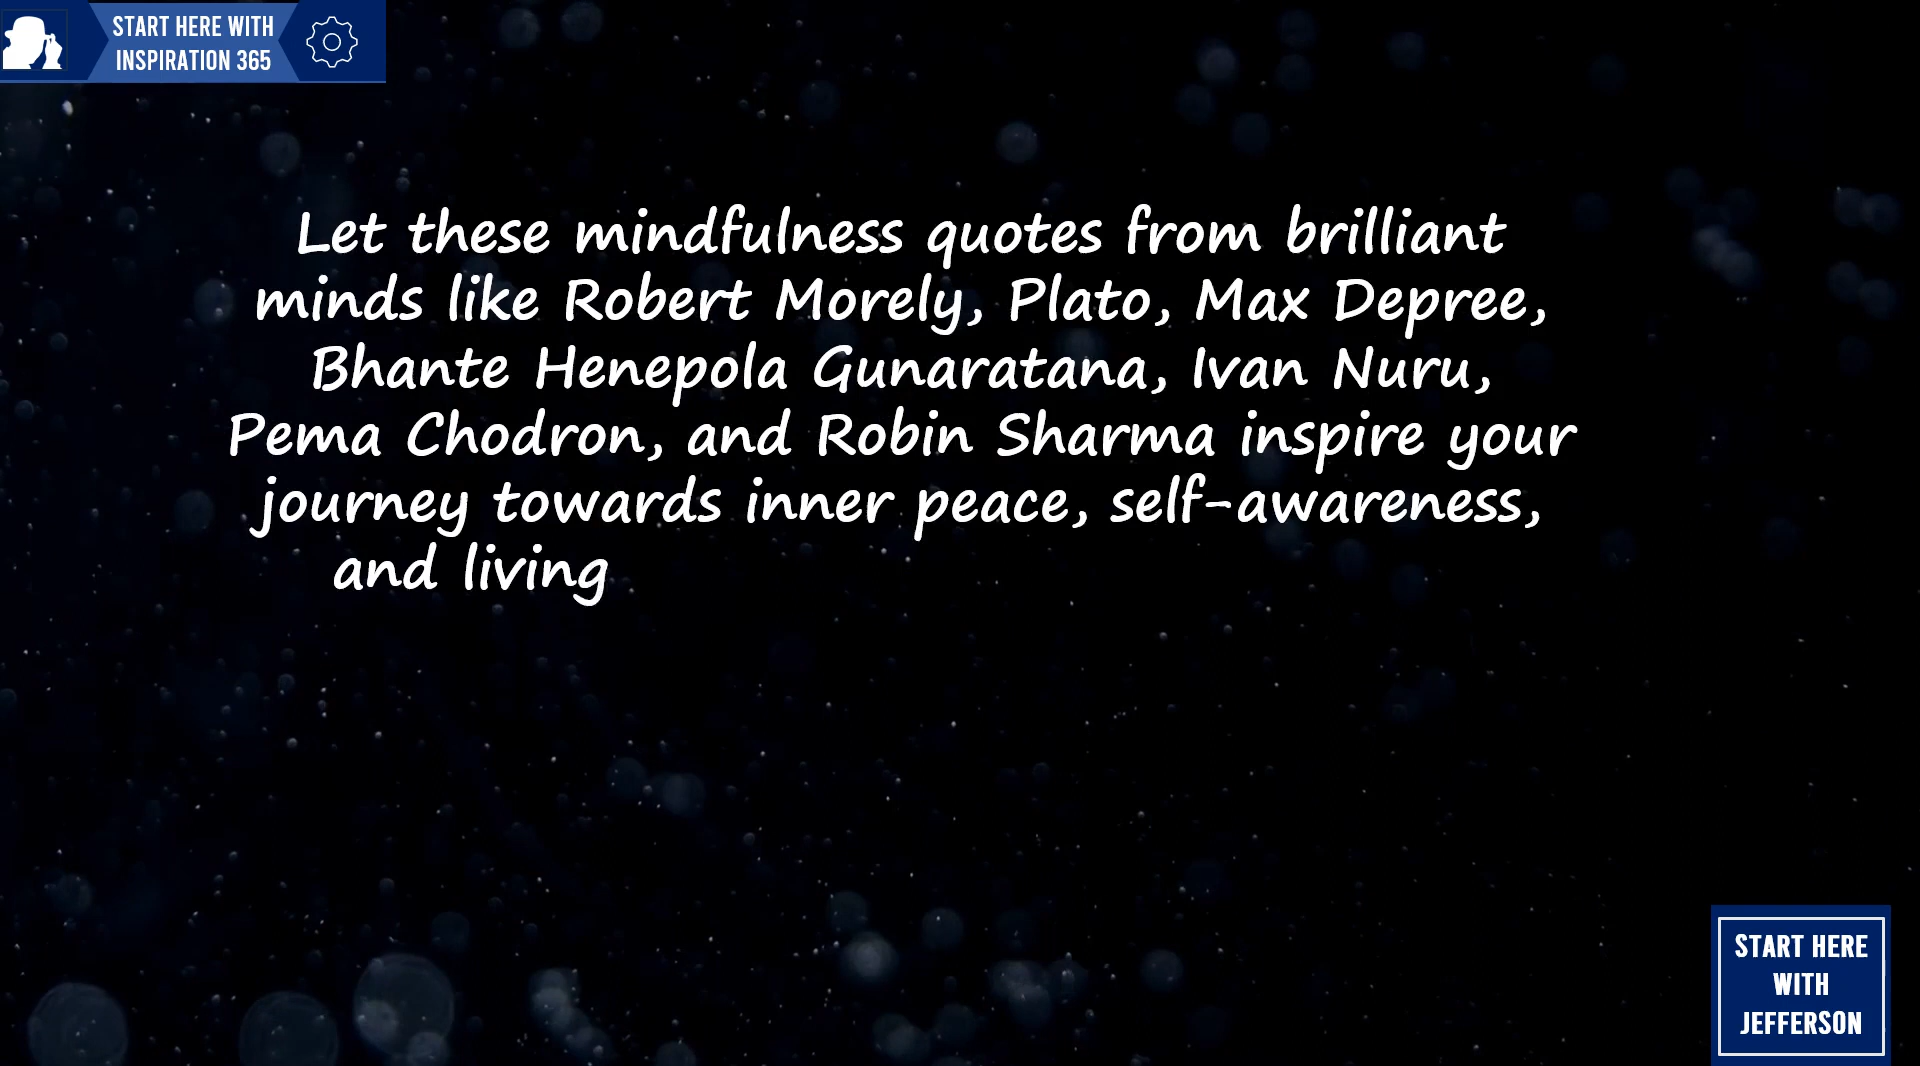 START HERE WITH
INSPIRATION 365
Let these mindfulness quotes from brilliant
minds like Robert Morely, Plato, Max Depree,
Bhante Henepola Gunaratana, Ivan Nuru,
Pema Chodron, and Robin Sharma inspire your
journey towards inner peace, self-awareness,
and living
START HERE
WITH
JEFFERSON